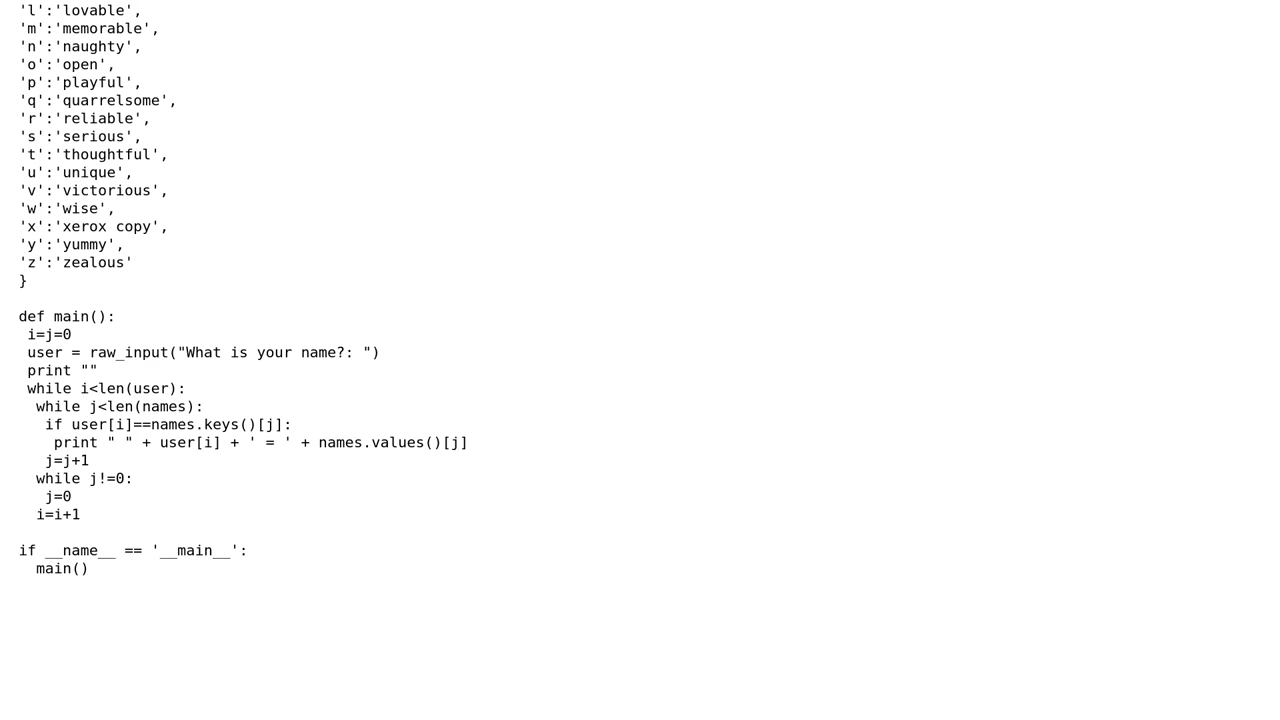 'l':'lovable',
'm':'memorable',
'n':'naughty',
'o':'open',
'p':'playful',
'q':'quarrelsome',
'r':'reliable',
's':'serious',
't':'thoughtful',
'u':'unique',
'v':'victorious',
'w':'wise',
'x':'xerox copy',
'y':'yummy',
'z':'zealous'
}

def main():
 i=j=0
 user = raw_input("What is your name?: ")
 print ""
 while i<len(user):
  while j<len(names):
   if user[i]==names.keys()[j]:
    print " " + user[i] + ' = ' + names.values()[j]
   j=j+1
  while j!=0:
   j=0
  i=i+1

if __name__ == '__main__':
  main()